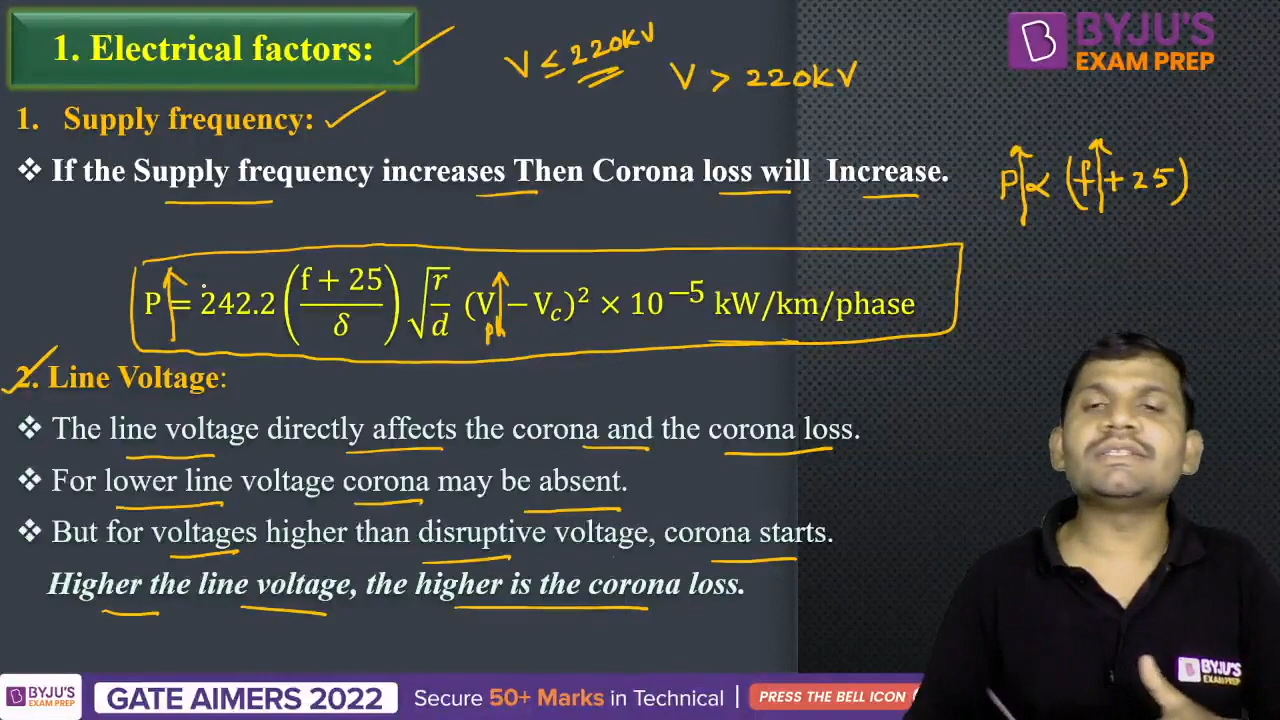 1. Electrical factors:
V ≤ 220KV
V > 220KV
BYJU'S
EXAM PREP
1. Supply frequency:
❖ If the Supply frequency increases Then Corona loss will Increase.
P ∝ (f + 25)
P = 242.2 ((f + 25)/δ) √(r/d) (Vph − Vc)² × 10⁻⁵ kW/km/phase
2. Line Voltage:
❖ The line voltage directly affects the corona and the corona loss.
❖ For lower line voltage corona may be absent.
❖ But for voltages higher than disruptive voltage, corona starts.
Higher the line voltage, the higher is the corona loss.
BYJU'S
EXAM PREP
BYJU'S
EXAM PREP
GATE AIMERS 2022
Secure 50+ Marks in Technical
PRESS THE BELL ICON